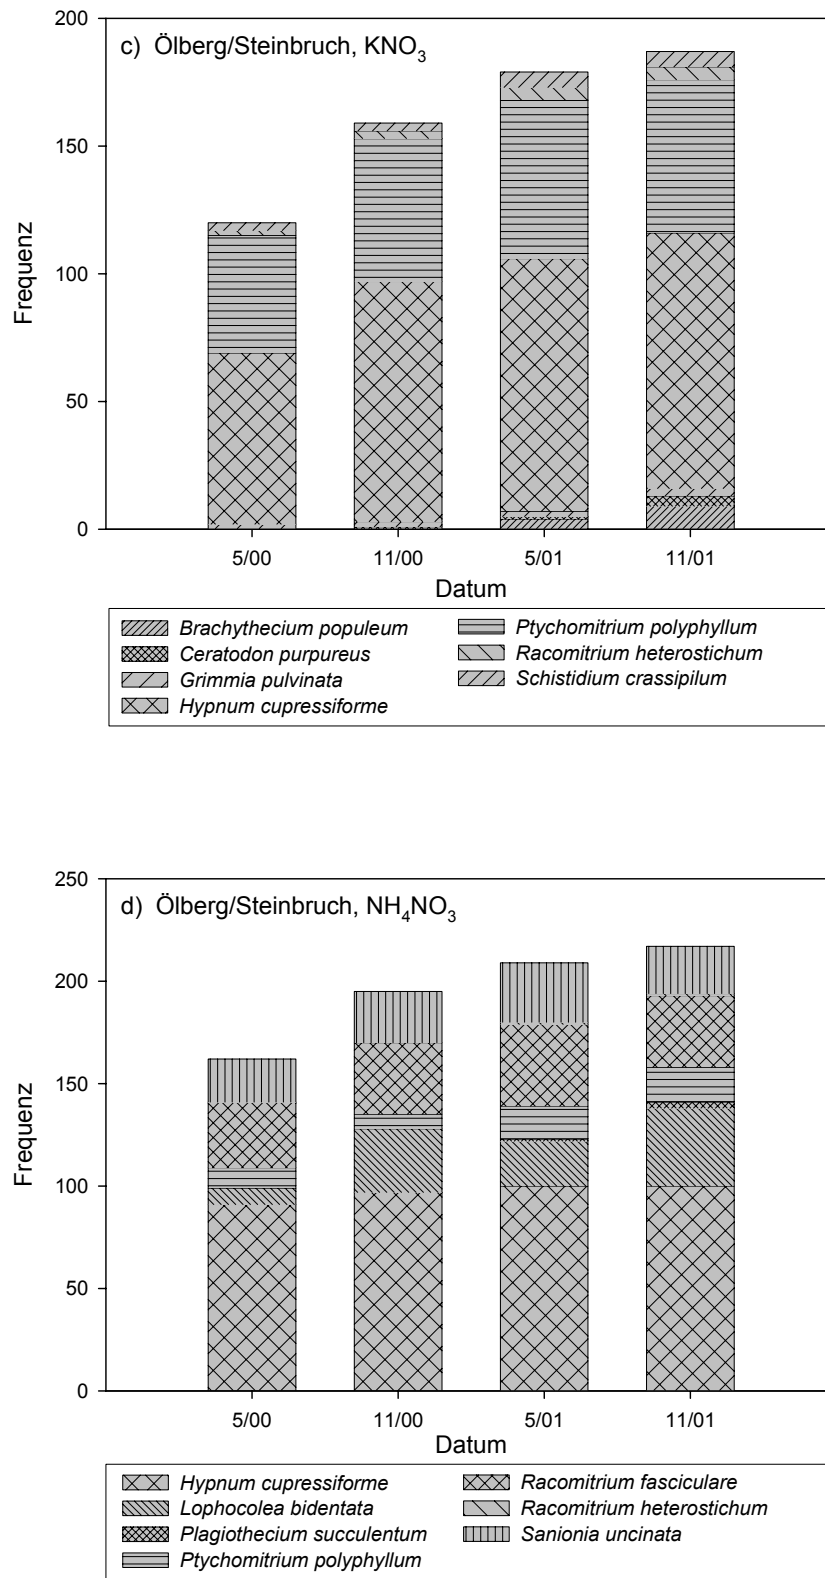 200
c) Ölberg/Steinbruch, KNO3
150
Frequenz
100
50
0
5/00 11/00 5/01 11/01
Datum
Brachythecium populeum Ptychomitrium polyphyllum
Ceratodon purpureus Racomitrium heterostichum
Grimmia pulvinata Schistidium crassipilum
Hypnum cupressiforme
250
d) Ölberg/Steinbruch, NH4NO3
200
150
Frequenz
100
50
0
5/00 11/00 5/01 11/01
Datum
Hypnum cupressiforme Racomitrium fasciculare
Lophocolea bidentata Racomitrium heterostichum
Plagiothecium succulentum Sanionia uncinata
Ptychomitrium polyphyllum